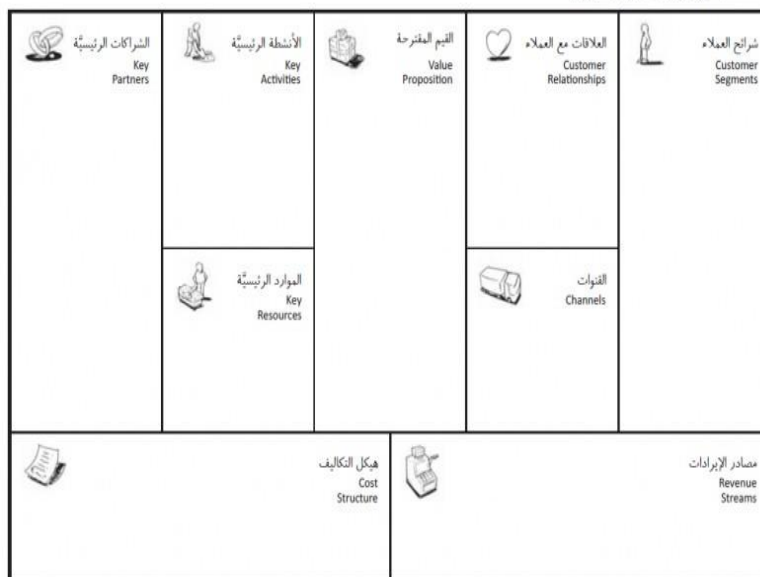 الشراكات الرئيسيَّة
Key
Partners
الأنشطة الرئيسيَّة
Key
Activities
القيم المقترحة
Value
Proposition
العلاقات مع العملاء
Customer
Relationships
شرائح العملاء
Customer
Segments
الموارد الرئيسيَّة
Key
Resources
القنوات
Channels
هيكل التكاليف
Cost
Structure
مصادر الإيرادات
Revenue
Streams